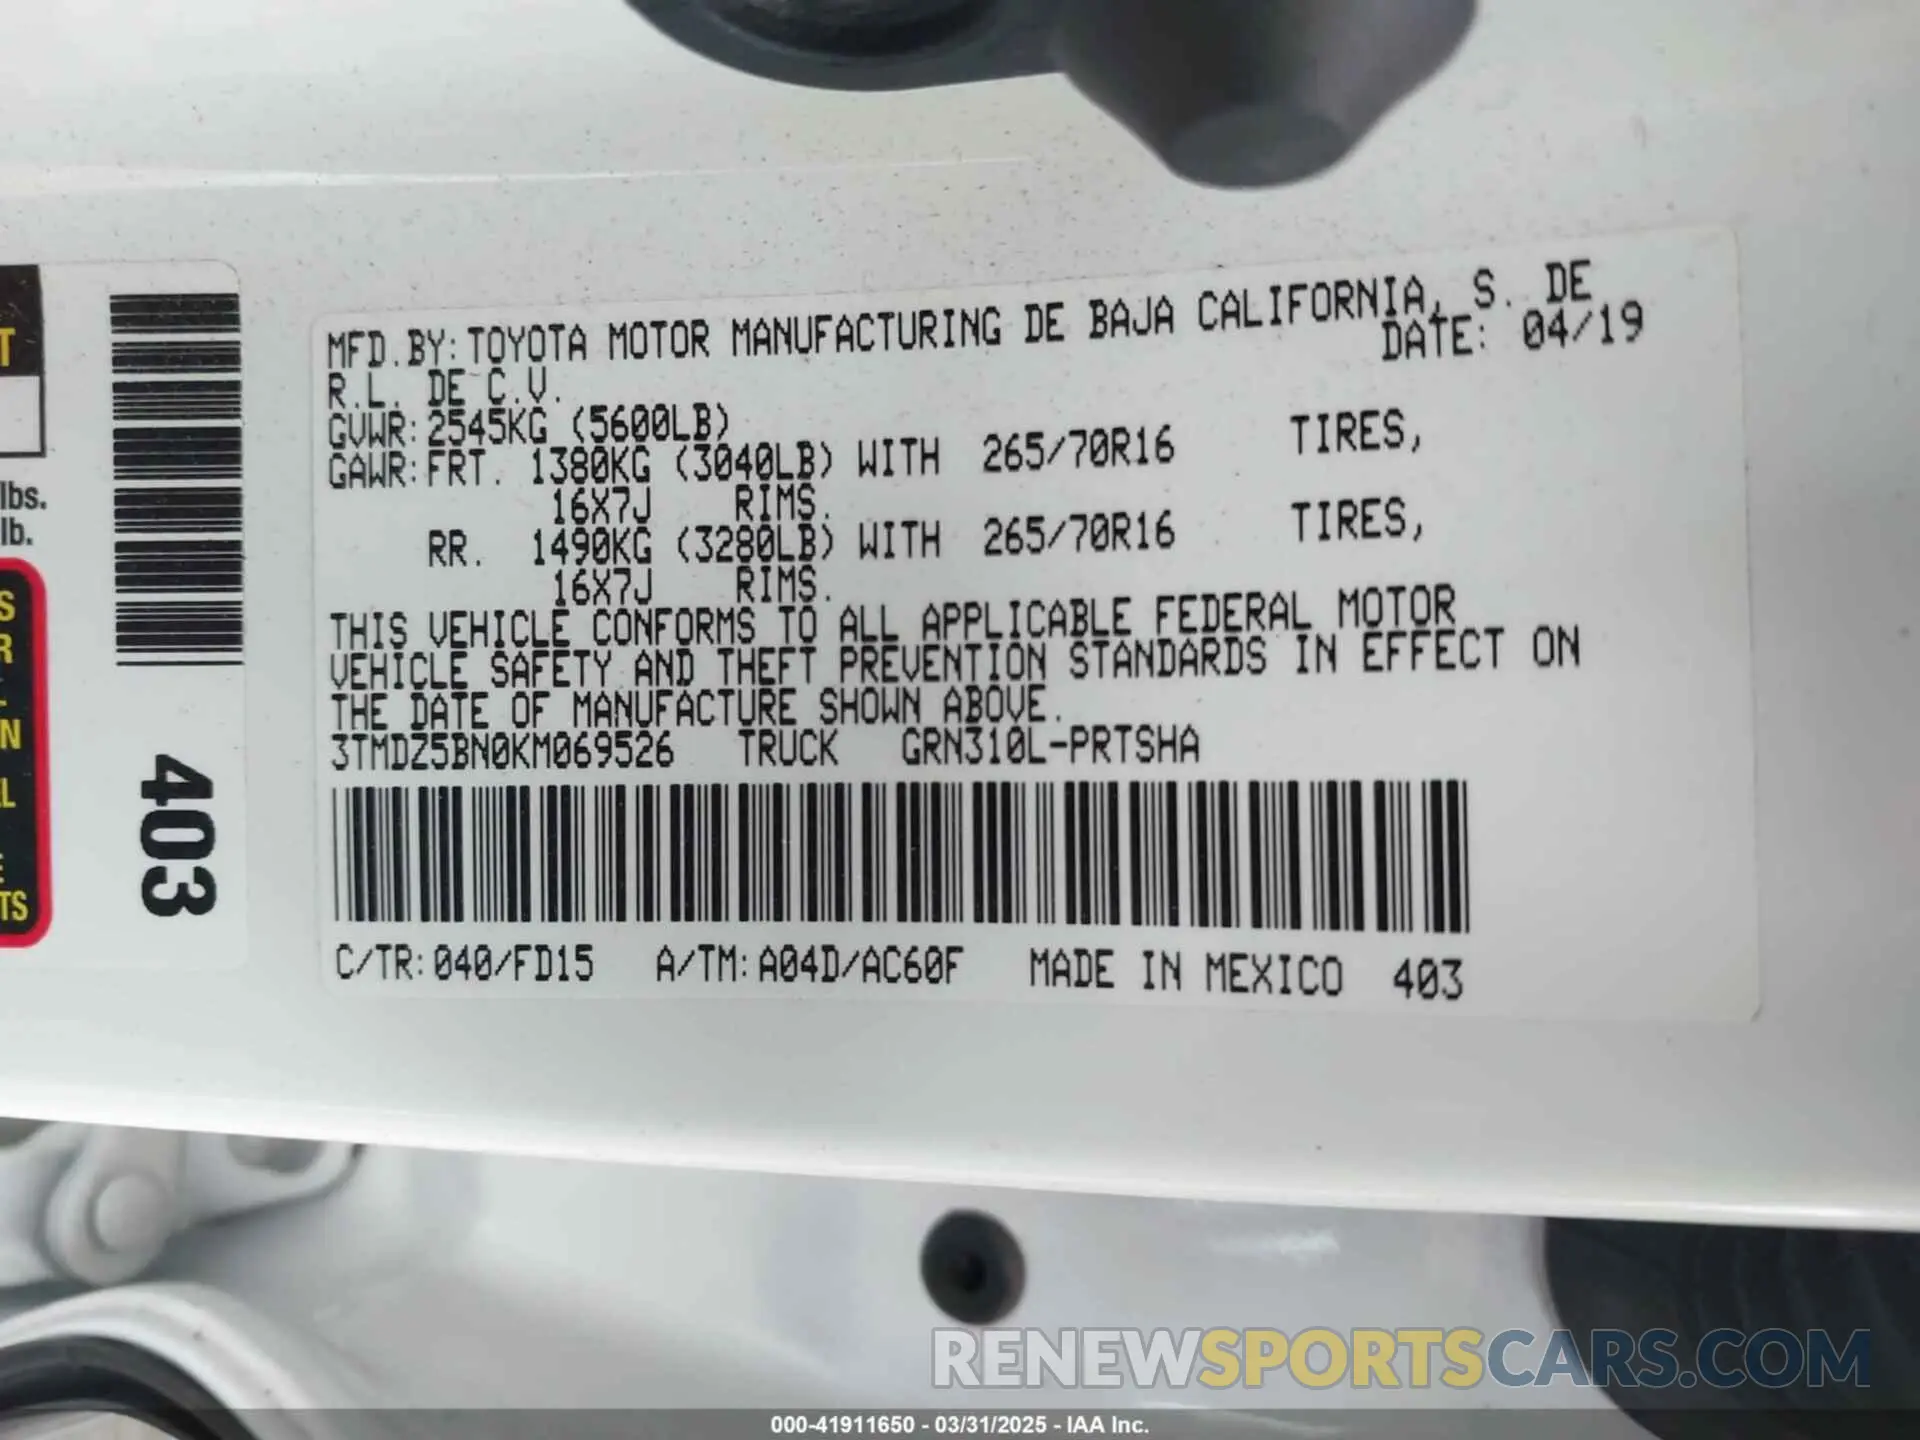 MFD.BY:TOYOTA MOTOR MANUFACTURING DE BAJA CALIFORNIA, S. DE
R.L. DE C.V. DATE: 04/19
GVWR:2545KG (5600LB)
GAWR:FRT. 1380KG (3040LB) WITH 265/70R16 TIRES,
16X7J RIMS.
RR. 1490KG (3280LB) WITH 265/70R16 TIRES,
16X7J RIMS.
THIS VEHICLE CONFORMS TO ALL APPLICABLE FEDERAL MOTOR
VEHICLE SAFETY AND THEFT PREVENTION STANDARDS IN EFFECT ON
THE DATE OF MANUFACTURE SHOWN ABOVE.
3TMDZ5BN0KM069526 TRUCK GRN310L-PRTSHA
C/TR:040/FD15 A/TM:A04D/AC60F MADE IN MEXICO 403
403
T
lbs.
lb.
S
R
N
L
E
TS
RENEWSPORTSCARS.COM
000-41911650 - 03/31/2025 - IAA Inc.